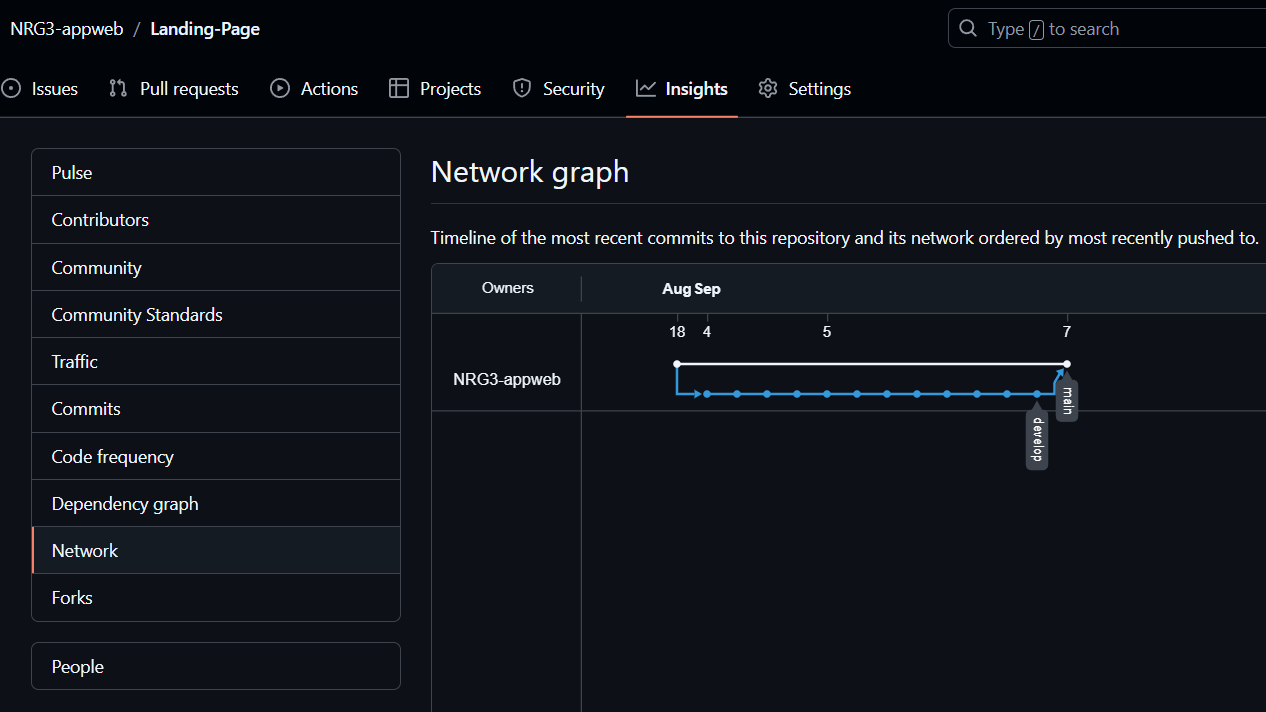 NRG3-appweb / Landing-Page
Type / to search
Issues Pull requests Actions Projects Security Insights Settings
Pulse
Contributors
Community
Community Standards
Traffic
Commits
Code frequency
Dependency graph
Network
Forks
People
Network graph
Timeline of the most recent commits to this repository and its network ordered by most recently pushed to.
Owners Aug Sep
18 4 5 7
NRG3-appweb
main
develop